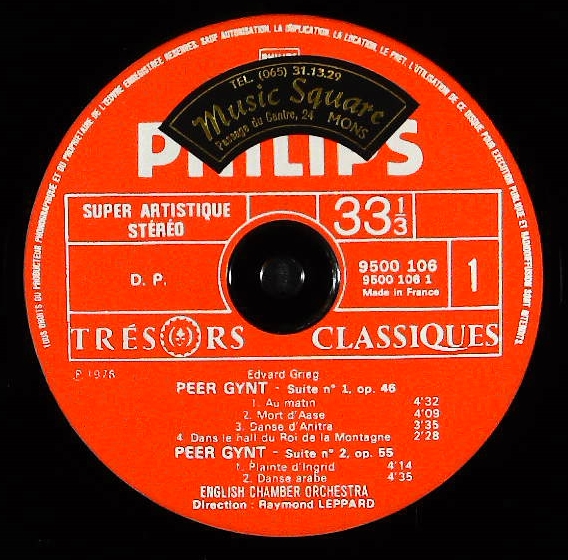 TOUS DROITS DU PRODUCTEUR PHONOGRAPHIQUE ET DU PROPRIÉTAIRE DE L'ŒUVRE ENREGISTRÉE RÉSERVÉS. SAUF AUTORISATION, LA DUPLICATION, LA LOCATION, LE PRÊT, L'UTILISATION DE CE DISQUE POUR EXÉCUTION PUBLIQUE ET RADIODIFFUSION SONT INTERDITS
PHILIPS
TEL. (065) 31.13.29
Music Square
Passage du Centre, 24 MONS
PHILIPS
SUPER ARTISTIQUE
STÉRÉO
33 1/3
D. P.
9500 106
9500 106 1
Made in France
1
TRÉSORS CLASSIQUES
Edvard Grieg
PEER GYNT - Suite n° 1, op. 46
1. Au matin 4'32
2. Mort d'Aase 4'09
3. Danse d'Anitra 3'35
4. Dans le hall du Roi de la Montagne 2'28
PEER GYNT - Suite n° 2, op. 55
1. Plainte d'Ingrid 4'14
2. Danse arabe 4'35
ENGLISH CHAMBER ORCHESTRA
Direction : Raymond LEPPARD